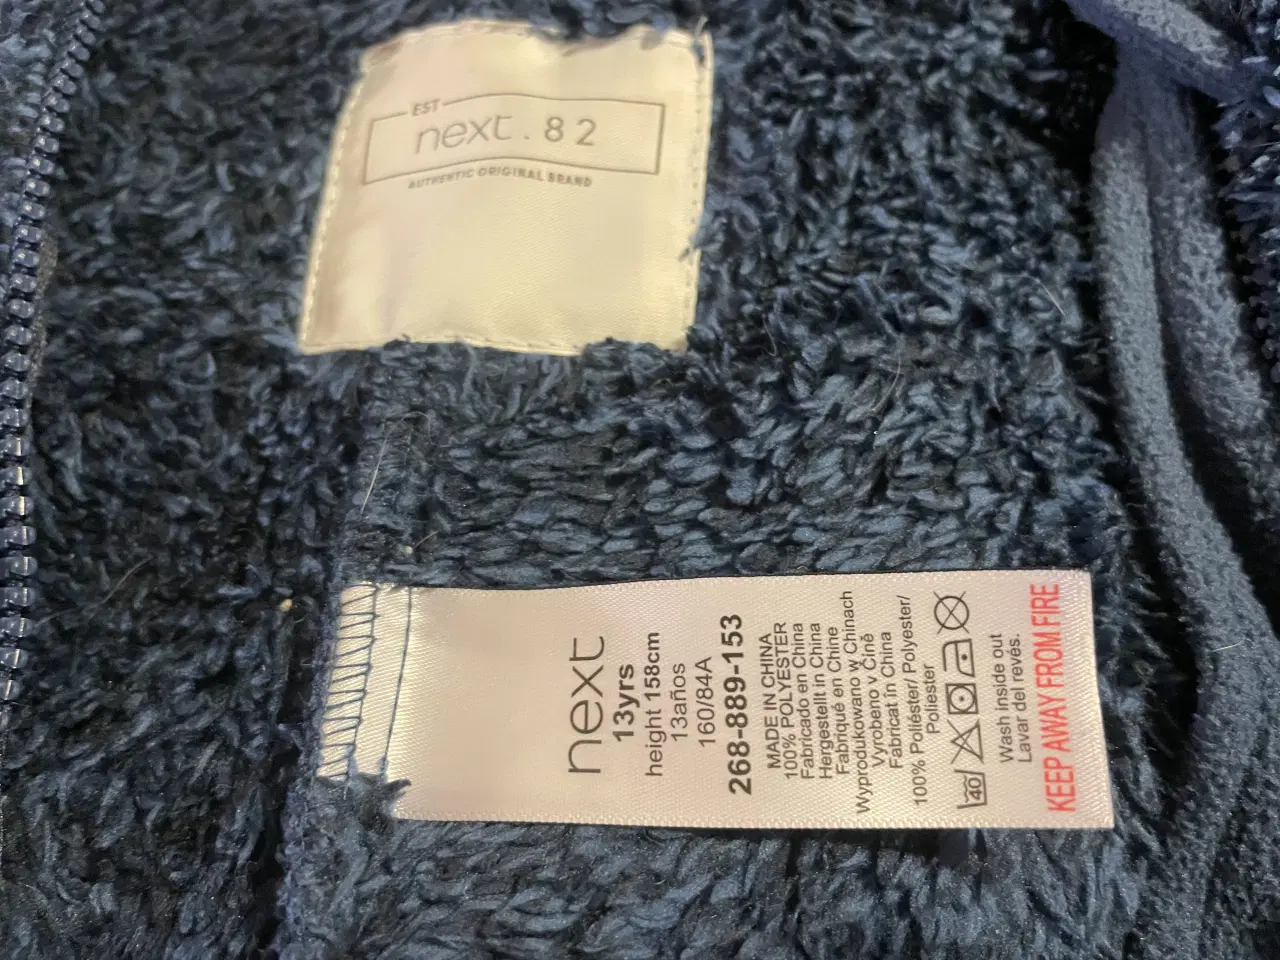 EST
next.82
AUTHENTIC ORIGINAL BRAND
next
13yrs
height 158cm
13años
160/84A
268-889-153
MADE IN CHINA
100% POLYESTER
Fabricado en China
Hergestellt in China
Fabriqué en Chine
Wyprodukowano w Chinach
Vyrobeno v Číně
Fabricat in China
100% Poliéster/ Polyester/
Poliester
40
Wash inside out
Lavar del revés.
KEEP AWAY FROM FIRE